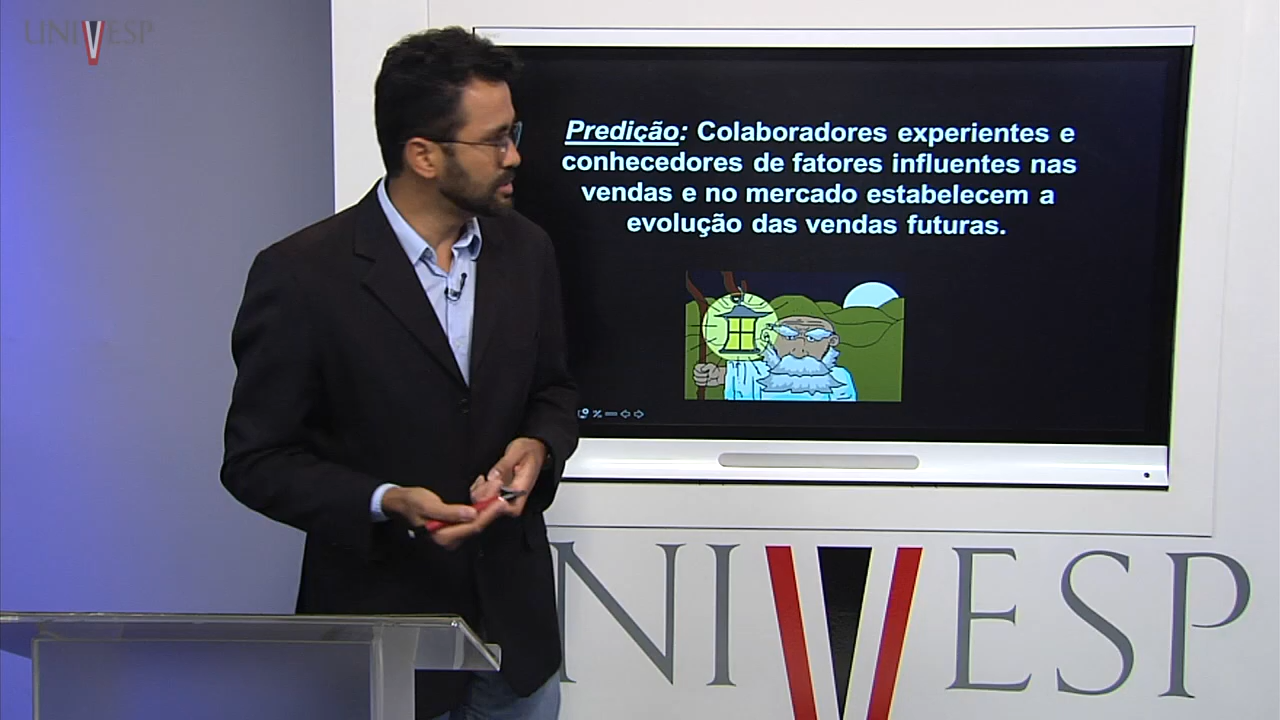 UNIVESP
Predição: Colaboradores experientes e
conhecedores de fatores influentes nas
vendas e no mercado estabelecem a
evolução das vendas futuras.
UNIVESP